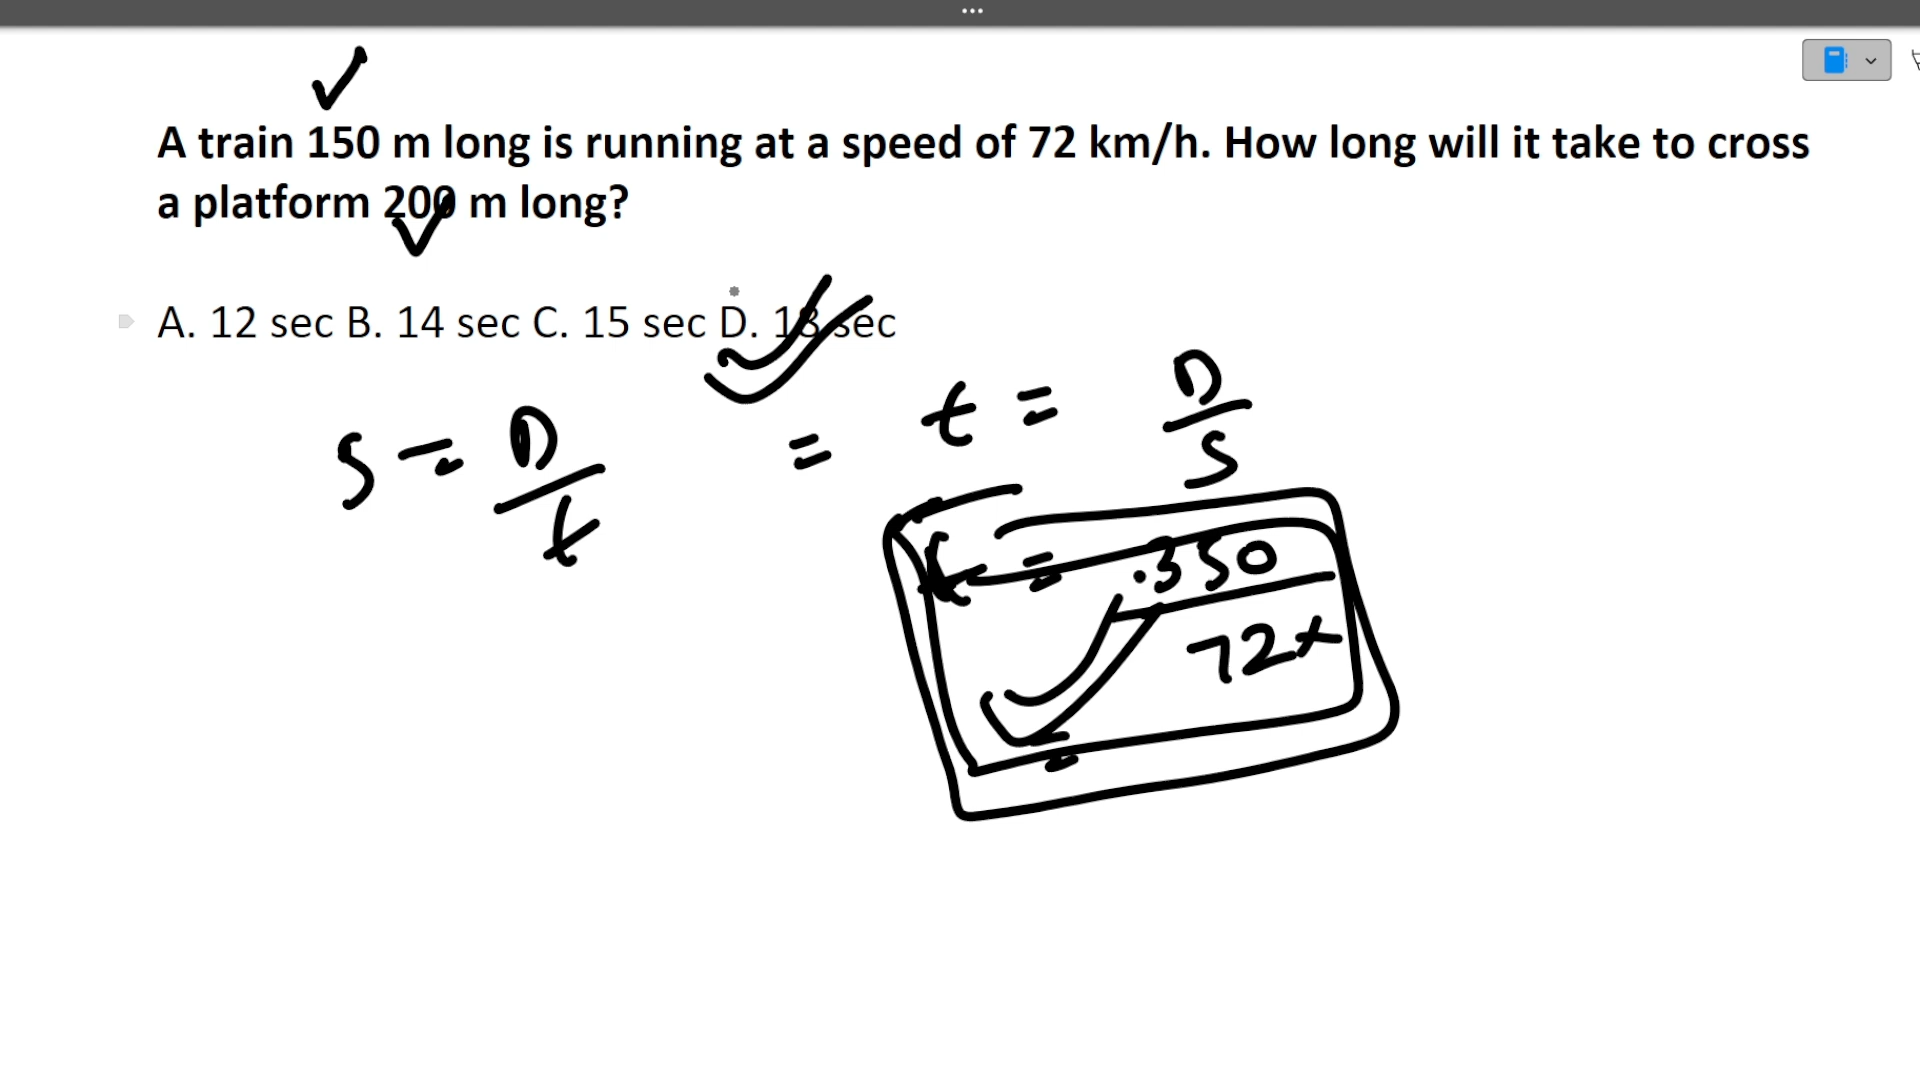 A train 150 m long is running at a speed of 72 km/h. How long will it take to cross
a platform 200 m long?
A. 12 sec B. 14 sec C. 15 sec D. 18 sec
S = D/t = t = D/S
t = .350
72x
=